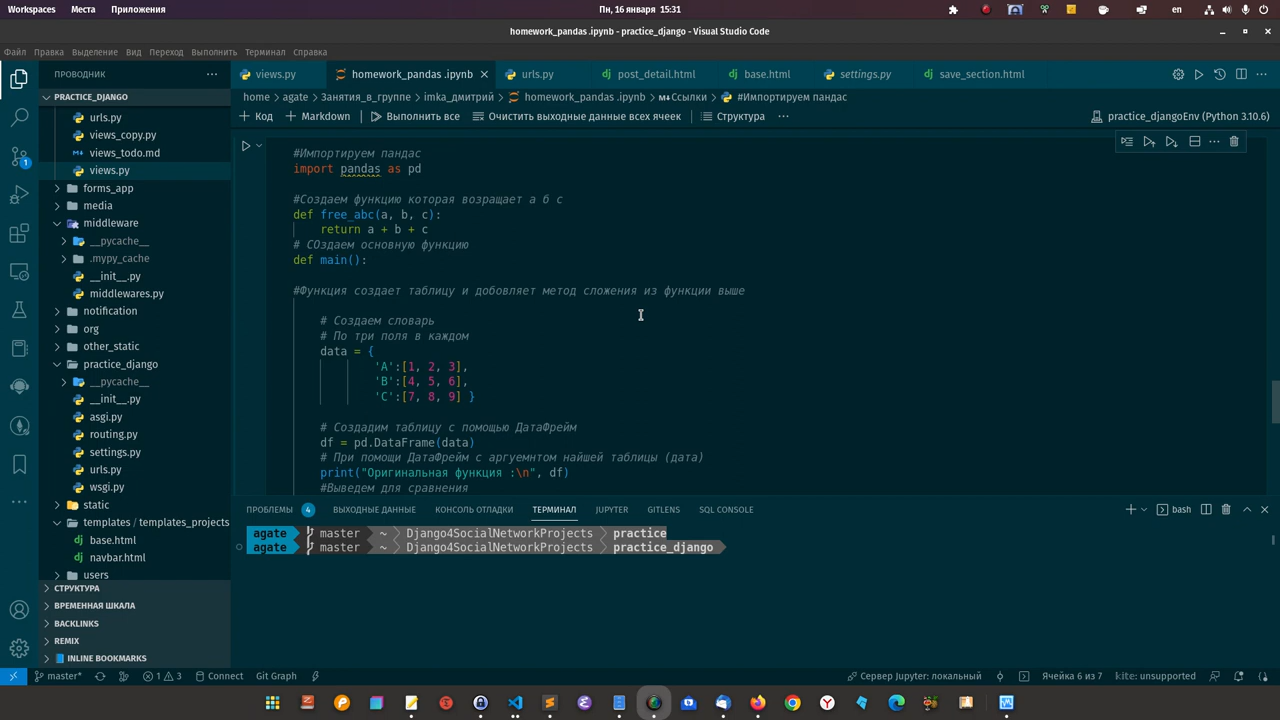 Workspaces Места Приложения Пн, 16 января 15:31 en
homework_pandas .ipynb - practice_django - Visual Studio Code
Файл Правка Выделение Вид Переход Выполнить Терминал Справка
ПРОВОДНИК
views.py homework_pandas .ipynb urls.py post_detail.html base.html settings.py save_section.html
PRACTICE_DJANGO
home agate Занятия_в_группе imka_дмитрий homework_pandas .ipynb Ссылки #Импортируем пандас
Код Markdown Выполнить все Очистить выходные данные всех ячеек Структура practice_djangoEnv (Python 3.10.6)
urls.py
views_copy.py
views_todo.md
views.py
forms_app
media
middleware
__pycache__
.mypy_cache
__init__.py
middlewares.py
notification
org
other_static
practice_django
__pycache__
__init__.py
asgi.py
routing.py
settings.py
urls.py
wsgi.py
static
templates / templates_projects
base.html
navbar.html
users
СТРУКТУРА
ВРЕМЕННАЯ ШКАЛА
BACKLINKS
REMIX
INLINE BOOKMARKS
#Импортируем пандас
import pandas as pd
#Создаем функцию которая возращает а б с
def free_abc(a, b, c):
return a + b + c
# СОздаем основную функцию
def main():
#Функция создает таблицу и добовляет метод сложения из функции выше
# Создаем словарь
# По три поля в каждом
data = {
'A':[1, 2, 3],
'B':[4, 5, 6],
'C':[7, 8, 9] }
# Создадим таблицу с помощью ДатаФрейм
df = pd.DataFrame(data)
# При помощи ДатаФрейм с аргуемнтом найшей таблицы (дата)
print("Оригинальная функция :\n", df)
#Выведем для сравнения
ПРОБЛЕМЫ 4 ВЫХОДНЫЕ ДАННЫЕ КОНСОЛЬ ОТЛАДКИ ТЕРМИНАЛ JUPYTER GITLENS SQL CONSOLE bash
agate master ~ Django4SocialNetworkProjects practice
agate master ~ Django4SocialNetworkProjects practice_django
master* 1 3 Connect Git Graph Сервер Jupyter: локальный Ячейка 6 из 7 kite: unsupported